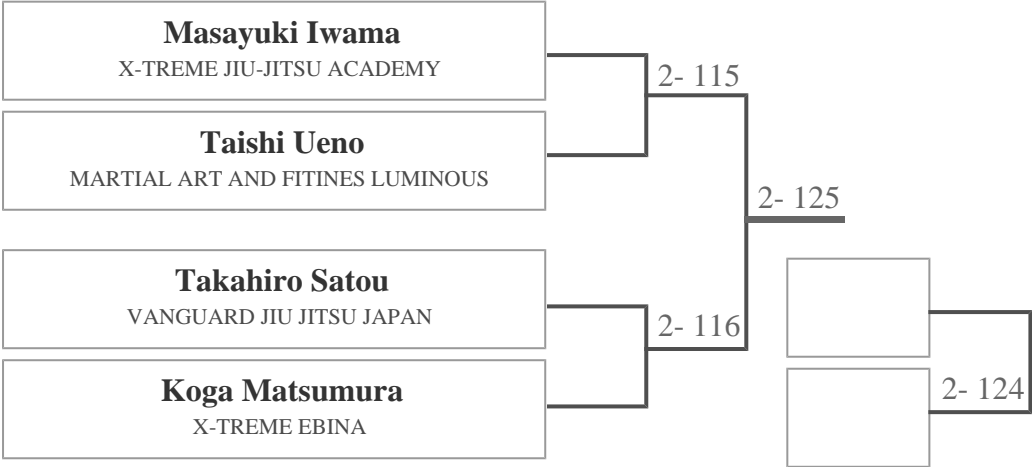 Masayuki Iwama
X-TREME JIU-JITSU ACADEMY
2- 115
Taishi Ueno
MARTIAL ART AND FITINES LUMINOUS
2- 125
Takahiro Satou
VANGUARD JIU JITSU JAPAN
2- 116
Koga Matsumura
X-TREME EBINA
2- 124